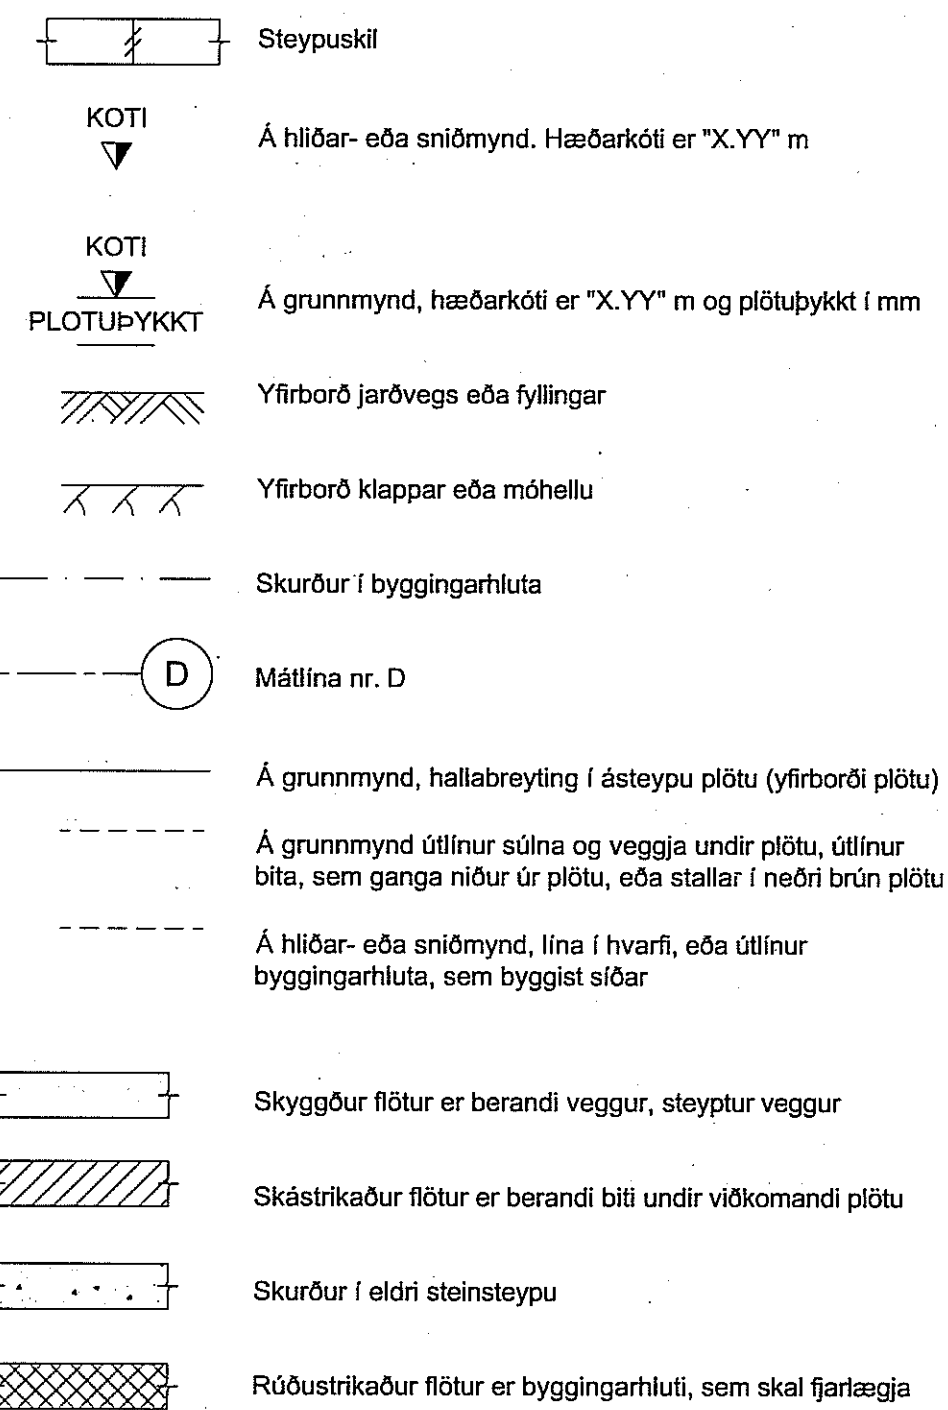 Steypuskil
KOTI
Á hliðar- eða sniðmynd. Hæðarkóti er "X.YY" m
KOTI
PLOTUÞYKKT
Á grunnmynd, hæðarkóti er "X.YY" m og plötuþykkt í mm
Yfirborð jarðvegs eða fyllingar
Yfirborð klappar eða móhellu
Skurður í byggingarhluta
D
Mátlína nr. D
Á grunnmynd, hallabreyting í ásteypu plötu (yfirborði plötu)
Á grunnmynd útlínur súlna og veggja undir plötu, útlínur
bita, sem ganga niður úr plötu, eða stallar í neðri brún plötu
Á hliðar- eða sniðmynd, lína í hvarfi, eða útlínur
byggingarhluta, sem byggist síðar
Skyggður flötur er berandi veggur, steyptur veggur
Skástrikaður flötur er berandi biti undir viðkomandi plötu
Skurður í eldri steinsteypu
Rúðustrikaður flötur er byggingarhluti, sem skal fjarlægja